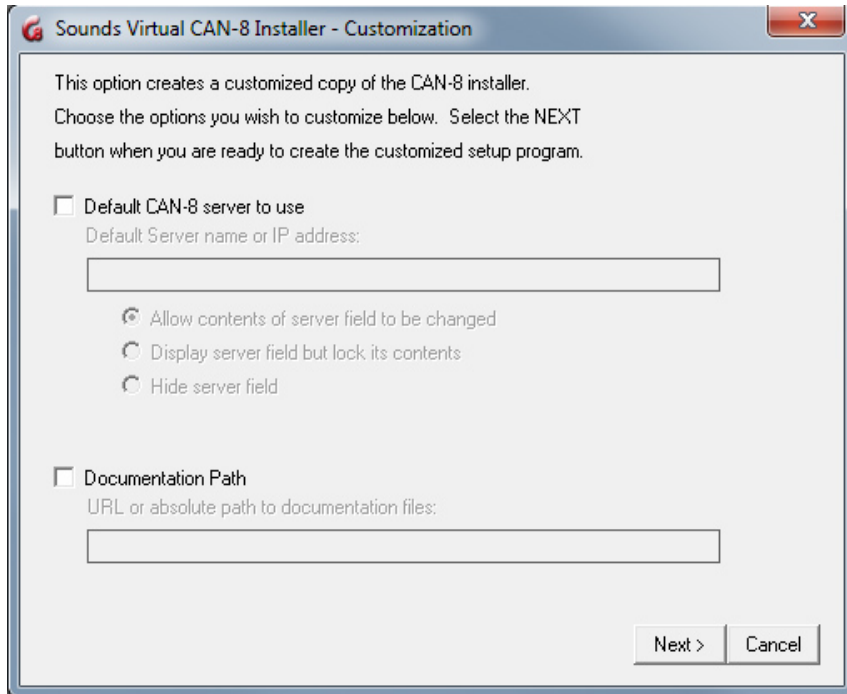 Sounds Virtual CAN-8 Installer - Customization
This option creates a customized copy of the CAN-8 installer.
Choose the options you wish to customize below. Select the NEXT
button when you are ready to create the customized setup program.
Default CAN-8 server to use
Default Server name or IP address:
Allow contents of server field to be changed
Display server field but lock its contents
Hide server field
Documentation Path
URL or absolute path to documentation files:
Next >
Cancel